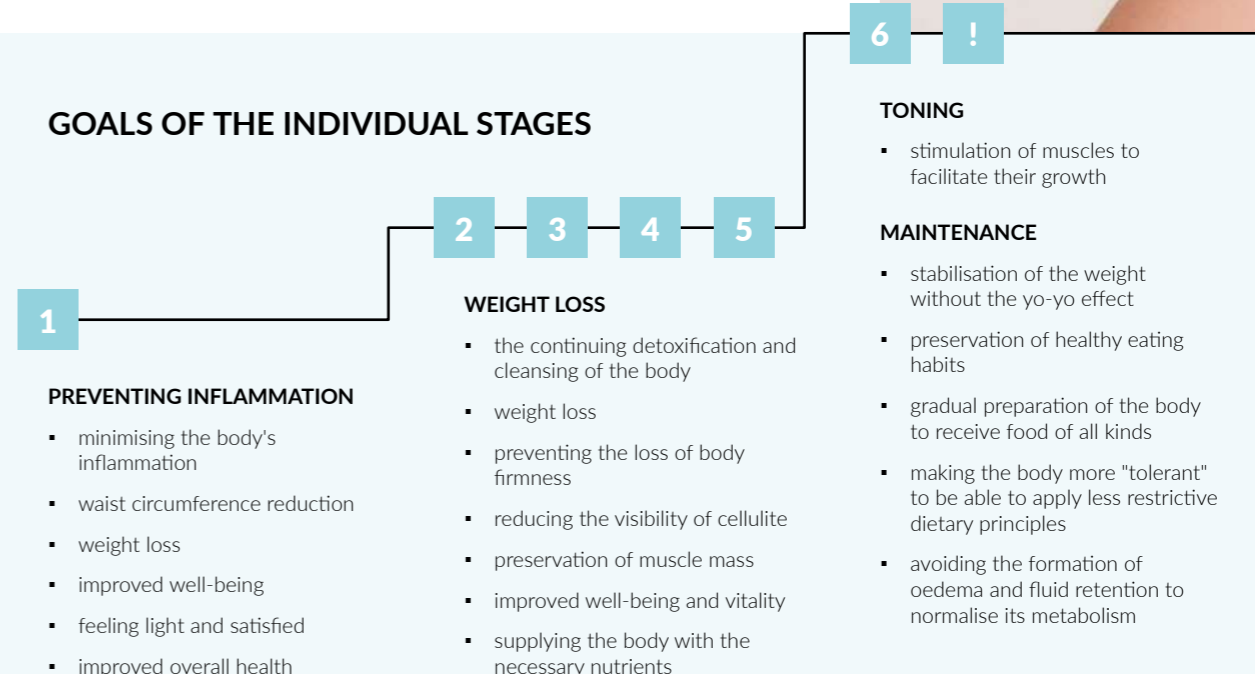 GOALS OF THE INDIVIDUAL STAGES
1
PREVENTING INFLAMMATION
▪ minimising the body's
inflammation
▪ waist circumference reduction
▪ weight loss
▪ improved well-being
▪ feeling light and satisfied
▪ improved overall health
2 3 4 5
WEIGHT LOSS
▪ the continuing detoxification and
cleansing of the body
▪ weight loss
▪ preventing the loss of body
firmness
▪ reducing the visibility of cellulite
▪ preservation of muscle mass
▪ improved well-being and vitality
▪ supplying the body with the
necessary nutrients
6 !
TONING
▪ stimulation of muscles to
facilitate their growth
MAINTENANCE
▪ stabilisation of the weight
without the yo-yo effect
▪ preservation of healthy eating
habits
▪ gradual preparation of the body
to receive food of all kinds
▪ making the body more "tolerant"
to be able to apply less restrictive
dietary principles
▪ avoiding the formation of
oedema and fluid retention to
normalise its metabolism